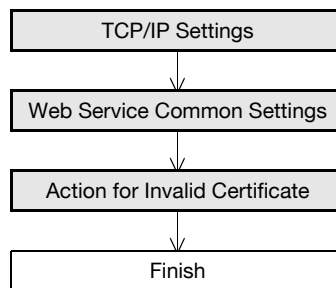 TCP/IP Settings
Web Service Common Settings
Action for Invalid Certificate
Finish